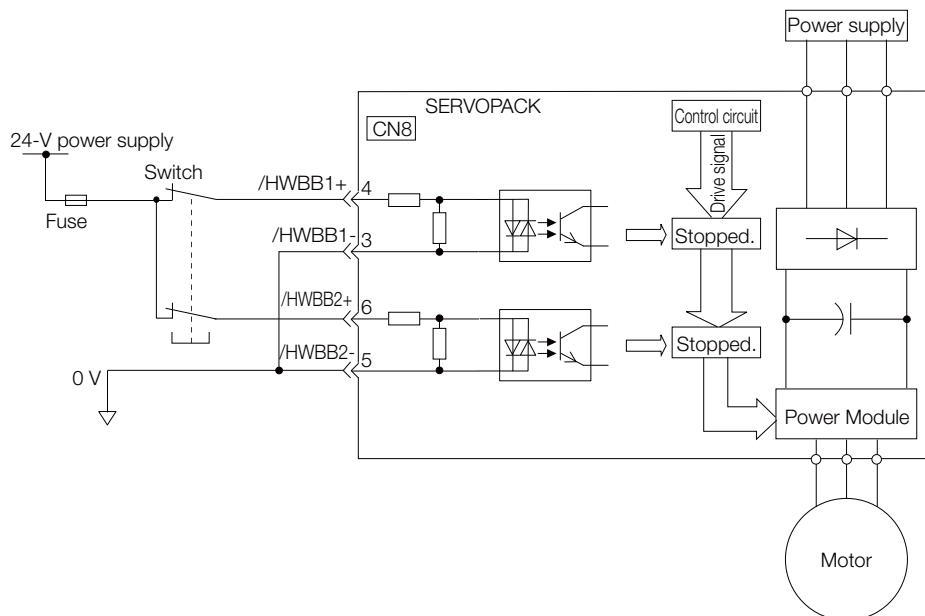 Power supply
SERVOPACK
CN8
Control circuit
24-V power supply
Switch
Fuse
Drive signal
/HWBB1+
4
/HWBB1-
3
Stopped.
/HWBB2+
6
/HWBB2-
5
Stopped.
0 V
Power Module
Motor